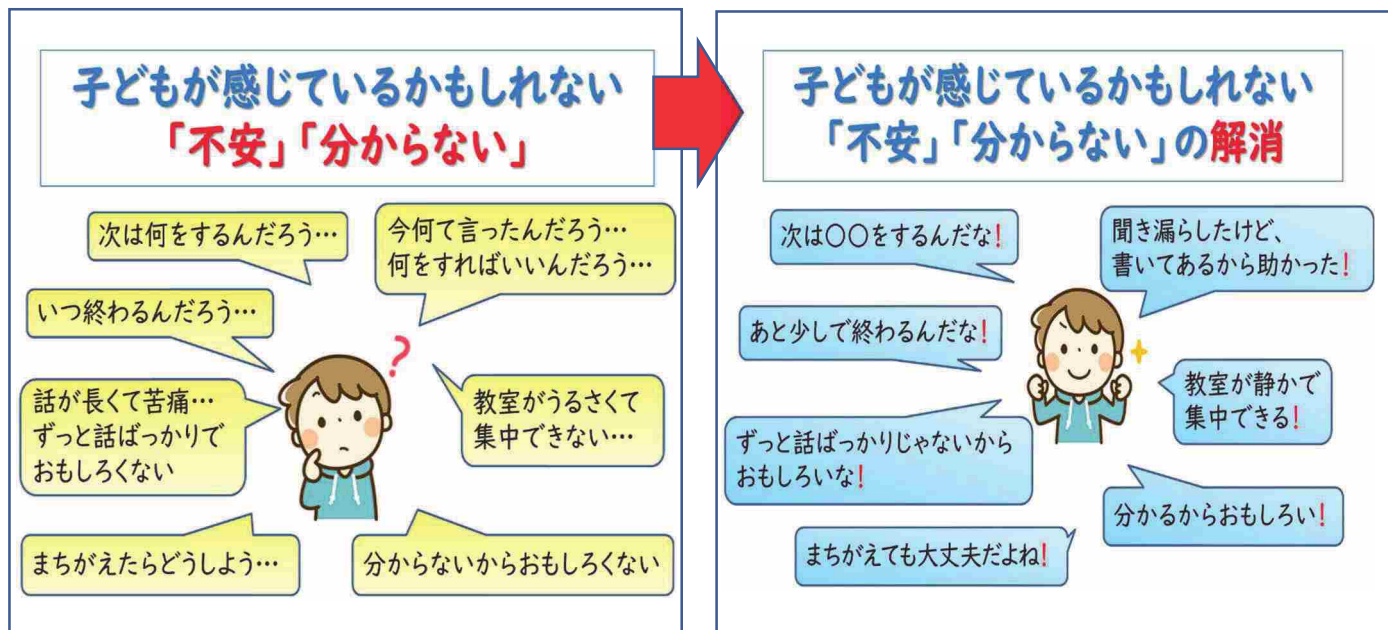 子どもが感じているかもしれない
「不安」「分からない」
次は何をするんだろう…
今何て言ったんだろう…
何をすればいいんだろう…
いつ終わるんだろう…
話が長くて苦痛…
ずっと話ばっかりで
おもしろくない
教室がうるさくて
集中できない…
まちがえたらどうしよう…
分からないからおもしろくない
子どもが感じているかもしれない
「不安」「分からない」の解消
次は〇〇をするんだな!
聞き漏らしたけど、
書いてあるから助かった!
あと少しで終わるんだな!
教室が静かで
集中できる!
ずっと話ばっかりじゃないから
おもしろいな!
分かるからおもしろい!
まちがえても大丈夫だよね!